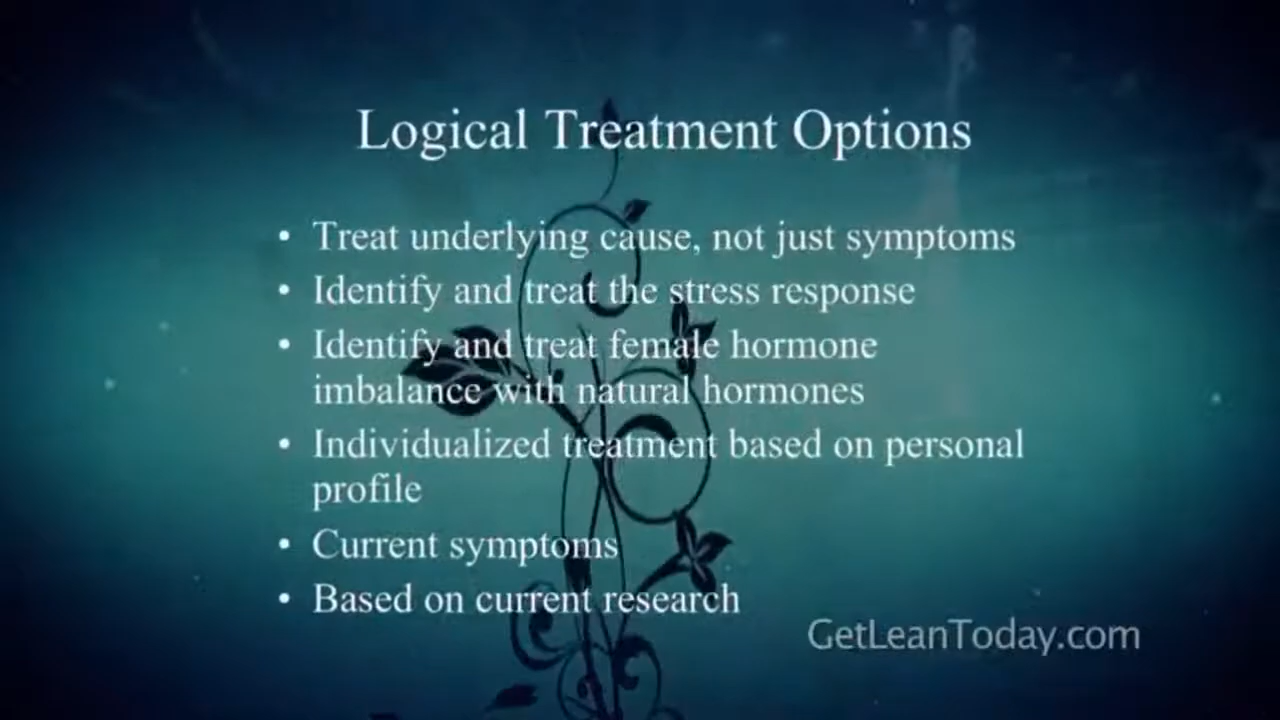 Logical Treatment Options
• Treat underlying cause, not just symptoms
• Identify and treat the stress response
• Identify and treat female hormone
imbalance with natural hormones
• Individualized treatment based on personal
profile
• Current symptoms
• Based on current research
GetLeanToday.com